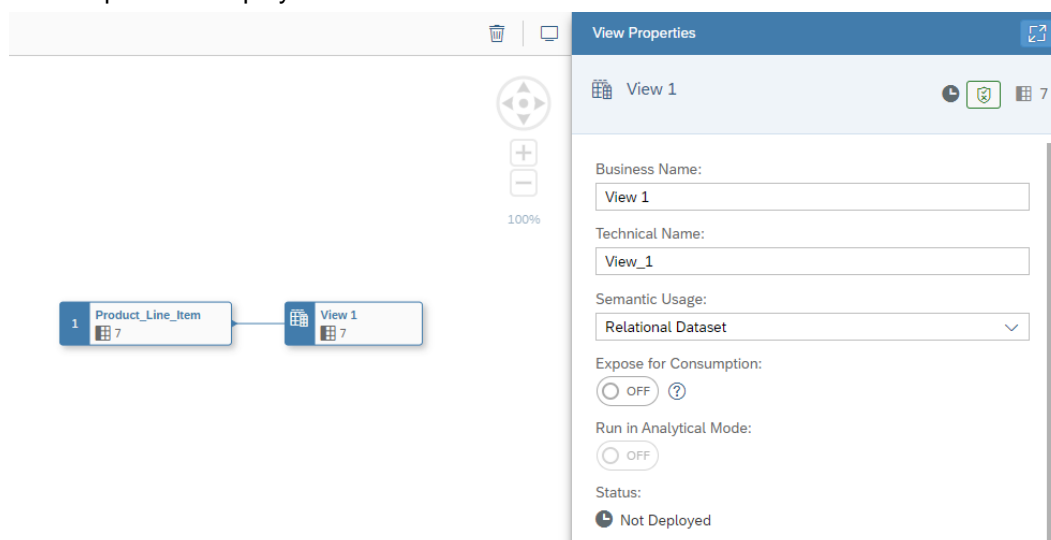 View Properties
View 1
7
Business Name:
View 1
Technical Name:
100%
View_1
Semantic Usage:
Relational Dataset
1
Product_Line_Item
7
View 1
7
Expose for Consumption:
OFF
Run in Analytical Mode:
OFF
Status:
Not Deployed